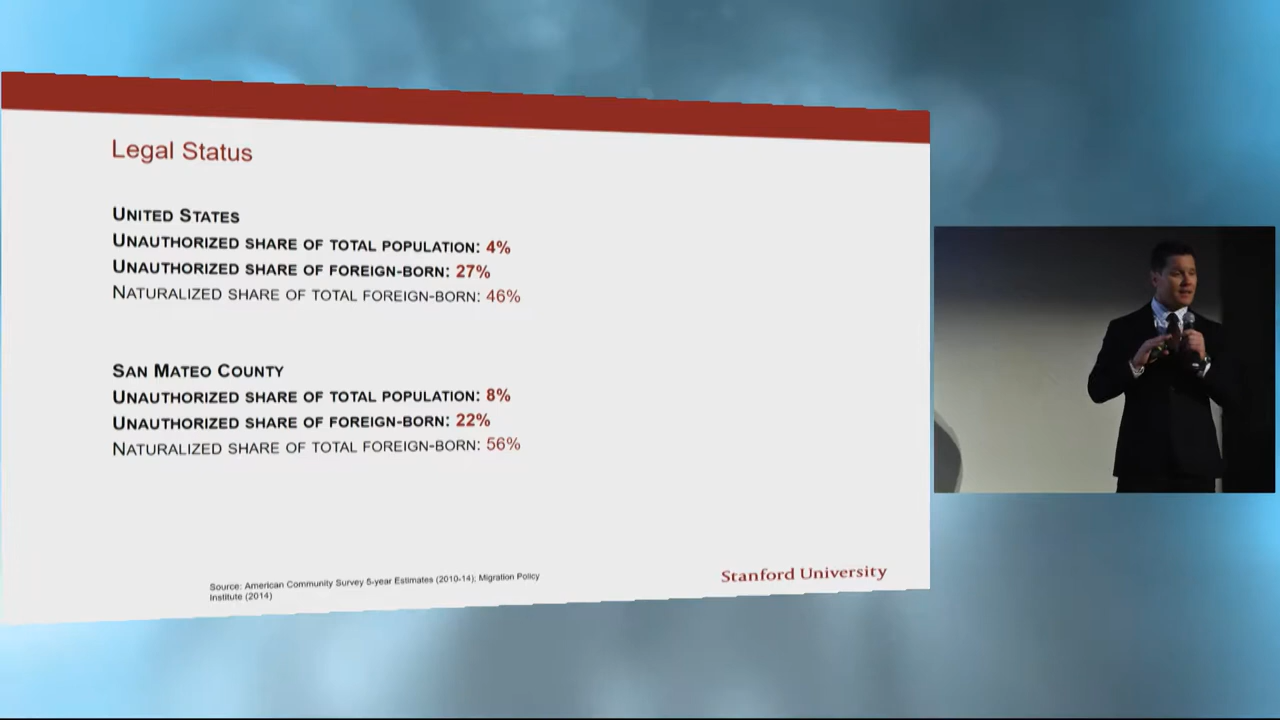 Legal Status
UNITED STATES
UNAUTHORIZED SHARE OF TOTAL POPULATION: 4%
UNAUTHORIZED SHARE OF FOREIGN-BORN: 27%
NATURALIZED SHARE OF TOTAL FOREIGN-BORN: 46%
SAN MATEO COUNTY
UNAUTHORIZED SHARE OF TOTAL POPULATION: 8%
UNAUTHORIZED SHARE OF FOREIGN-BORN: 22%
NATURALIZED SHARE OF TOTAL FOREIGN-BORN: 56%
Source: American Community Survey 5-year Estimates (2010-14); Migration Policy
Institute (2014)
Stanford University